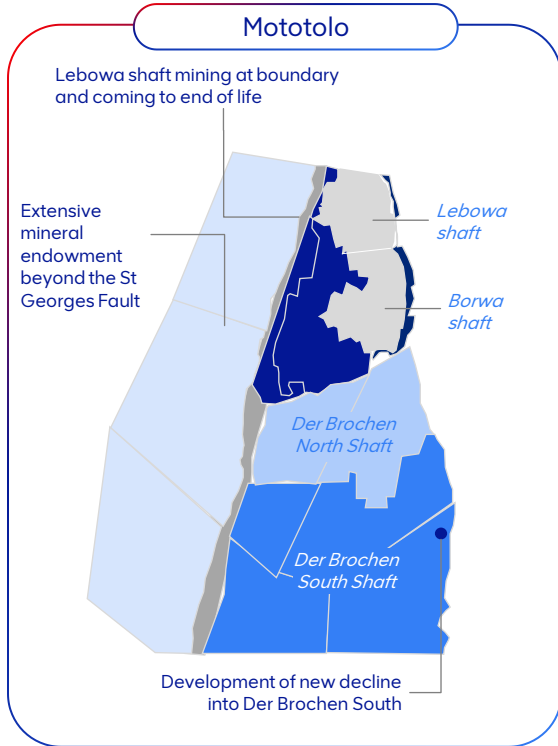 Mototolo
Lebowa shaft mining at boundary
and coming to end of life
Extensive
mineral
endowment
beyond the St
Georges Fault
Lebowa
shaft
Borwa
shaft
Der Brochen
North Shaft
Der Brochen
South Shaft
Development of new decline
into Der Brochen South